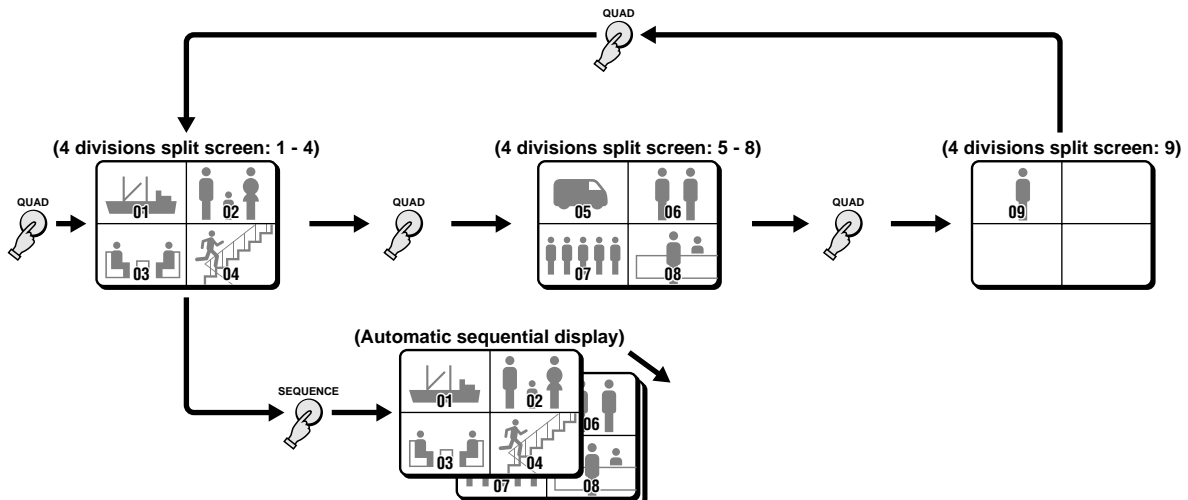 QUAD
(4 divisions split screen: 1 - 4)
(4 divisions split screen: 5 - 8)
(4 divisions split screen: 9)
QUAD
01
02
03
04
QUAD
05
06
07
08
QUAD
09
(Automatic sequential display)
SEQUENCE
01
02
03
04
06
07
08